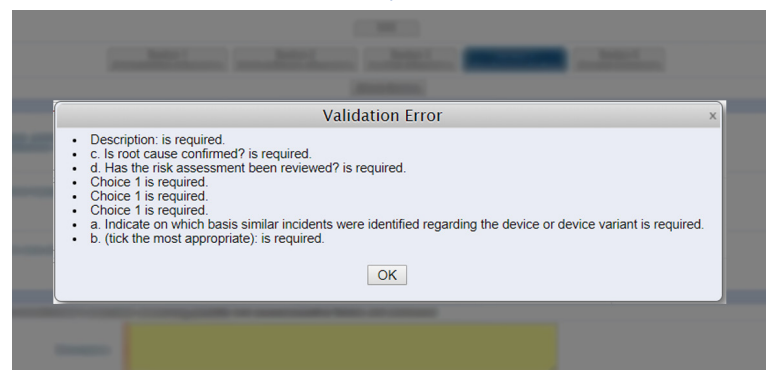 Validation Error
x
• Description: is required.
• c. Is root cause confirmed? is required.
• d. Has the risk assessment been reviewed? is required.
• Choice 1 is required.
• Choice 1 is required.
• Choice 1 is required.
• a. Indicate on which basis similar incidents were identified regarding the device or device variant is required.
• b. (tick the most appropriate): is required.
OK